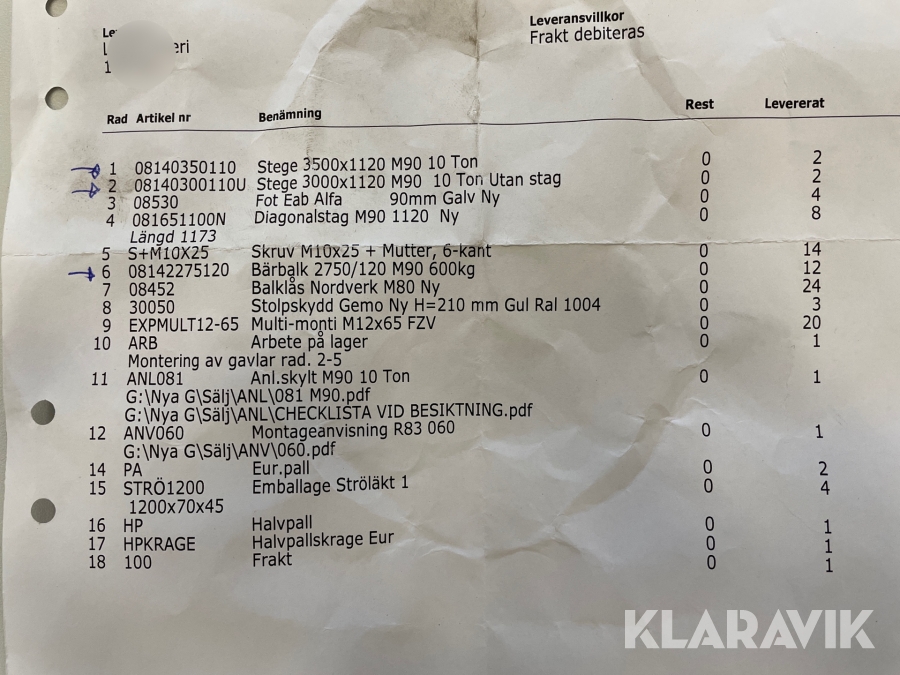 Leveransvillkor
Frakt debiteras
Rad Artikel nr Benämning Rest Levererat
1 08140350110 Stege 3500x1120 M90 10 Ton 0 2
2 08140300110U Stege 3000x1120 M90 10 Ton Utan stag 0 2
3 08530 Fot Eab Alfa 90mm Galv Ny 0 4
4 081651100N Diagonalstag M90 1120 Ny 0 8
Längd 1173
5 S+M10X25 Skruv M10x25 + Mutter, 6-kant 0 14
6 08142275120 Bärbalk 2750/120 M90 600kg 0 12
7 08452 Balklås Nordverk M80 Ny 0 24
8 30050 Stolpskydd Gemo Ny H=210 mm Gul Ral 1004 0 3
9 EXPMULT12-65 Multi-monti M12x65 FZV 0 20
10 ARB Arbete på lager 0 1
Montering av gavlar rad. 2-5
11 ANL081 Anl.skylt M90 10 Ton 0 1
G:\Nya G\Sälj\ANL\081 M90.pdf
G:\Nya G\Sälj\ANL\CHECKLISTA VID BESIKTNING.pdf
12 ANV060 Montageanvisning R83 060 0 1
G:\Nya G\Sälj\ANV\060.pdf
14 PA Eur.pall 0 2
15 STRÖ1200 Emballage Ströläkt 1 0 4
1200x70x45
16 HP Halvpall 0 1
17 HPKRAGE Halvpallskrage Eur 0 1
18 100 Frakt 0 1
KLARAVIK